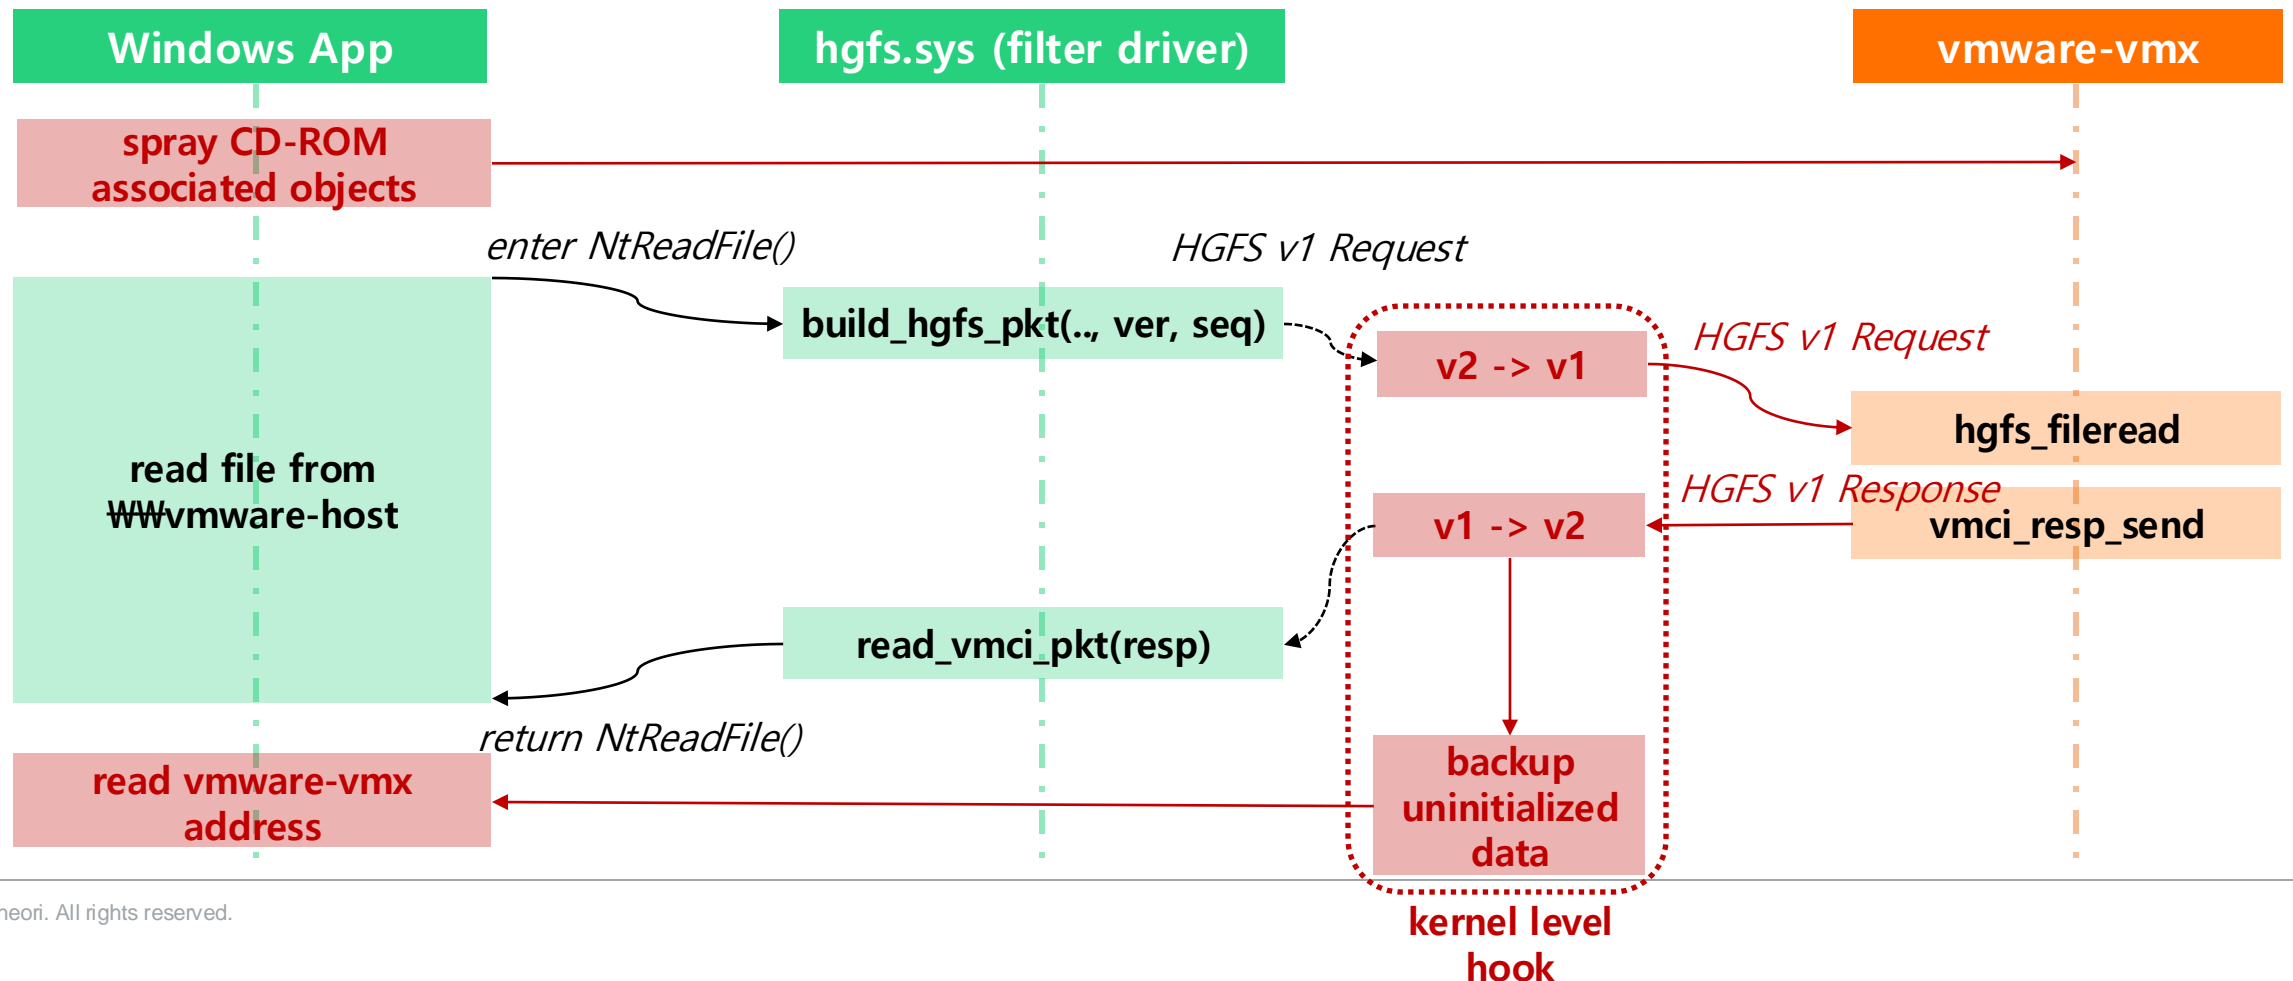 Windows App
hgfs.sys (filter driver)
vmware-vmx
spray CD-ROM
associated objects
enter NtReadFile()
HGFS v1 Request
build_hgfs_pkt(.., ver, seq)
v2 -> v1
HGFS v1 Request
hgfs_fileread
read file from
₩₩vmware-host
HGFS v1 Response
v1 -> v2
vmci_resp_send
read_vmci_pkt(resp)
return NtReadFile()
read vmware-vmx
address
backup
uninitialized
data
kernel level
hook
heori. All rights reserved.